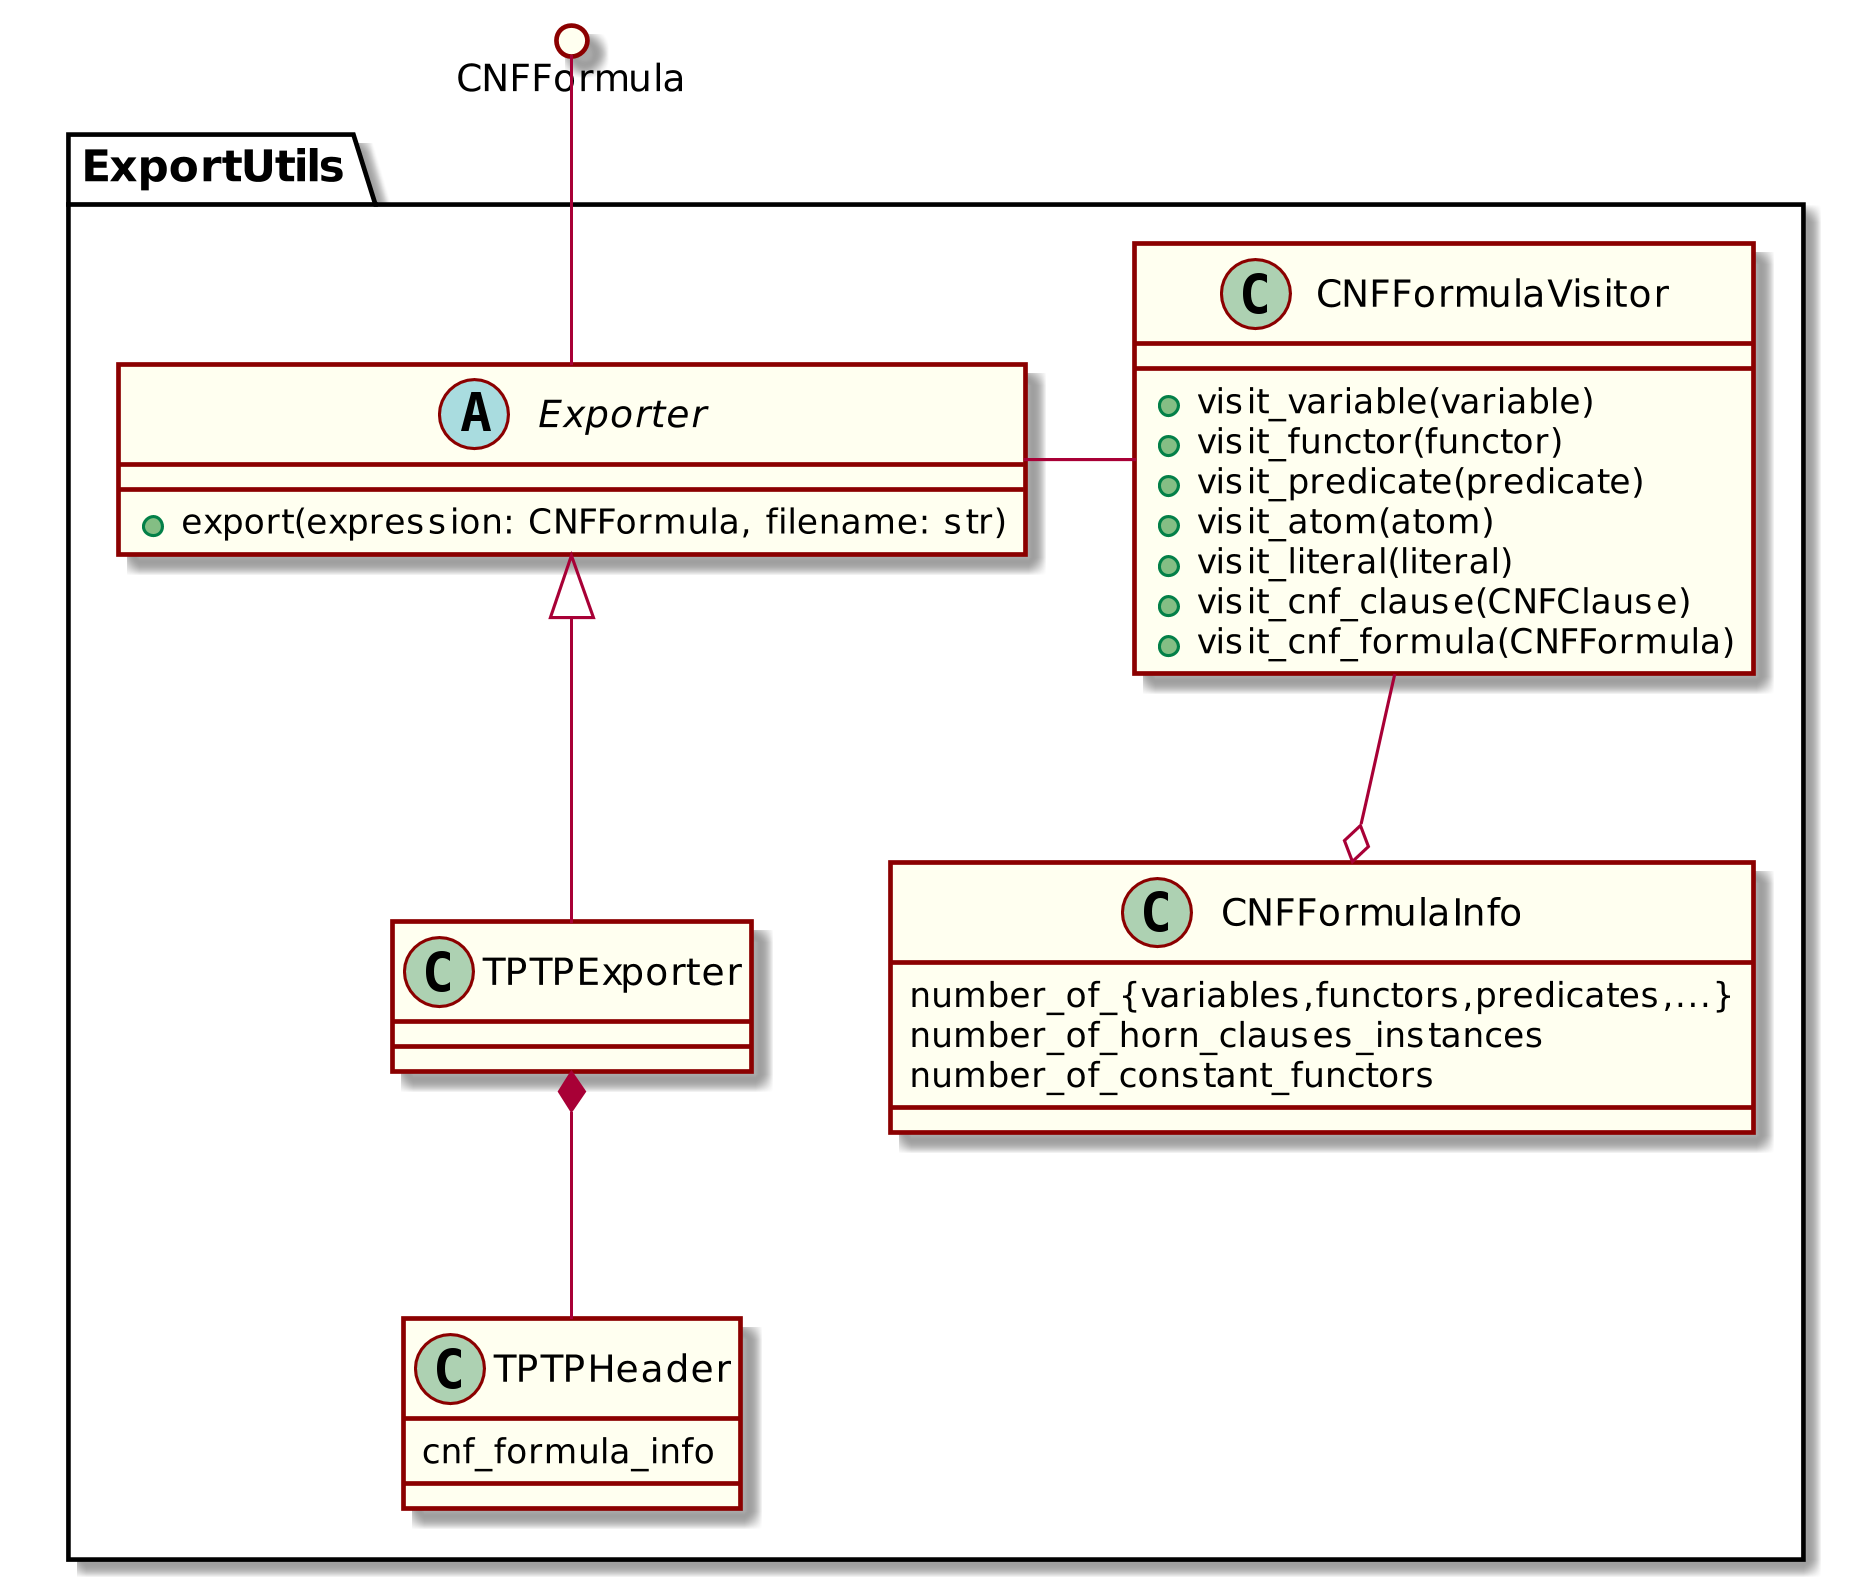 CNFFormula
ExportUtils
C CNFFormulaVisitor
visit_variable(variable)
visit_functor(functor)
visit_predicate(predicate)
visit_atom(atom)
visit_literal(literal)
visit_cnf_clause(CNFClause)
visit_cnf_formula(CNFFormula)
A Exporter
export(expression: CNFFormula, filename: str)
C TPTPExporter
C CNFFormulaInfo
number_of_{variables,functors,predicates,...}
number_of_horn_clauses_instances
number_of_constant_functors
C TPTPHeader
cnf_formula_info